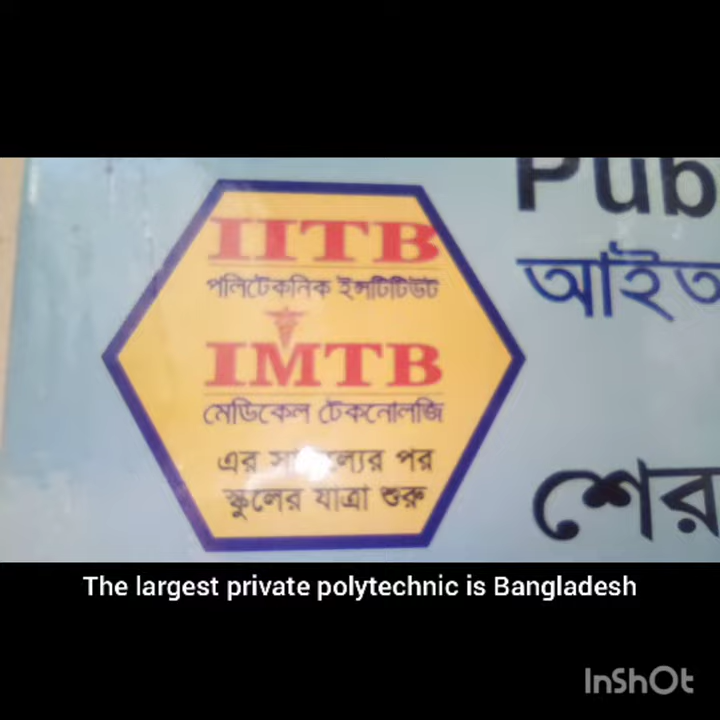 Pub
আইত
IITB
পলিটেকনিক ইন্সটিটিউট
IMTB
মেডিকেল টেকনোলজি
এর পর
স্কুলের যাত্রা শুরু
শের
The largest private polytechnic is Bangladesh
InShOt